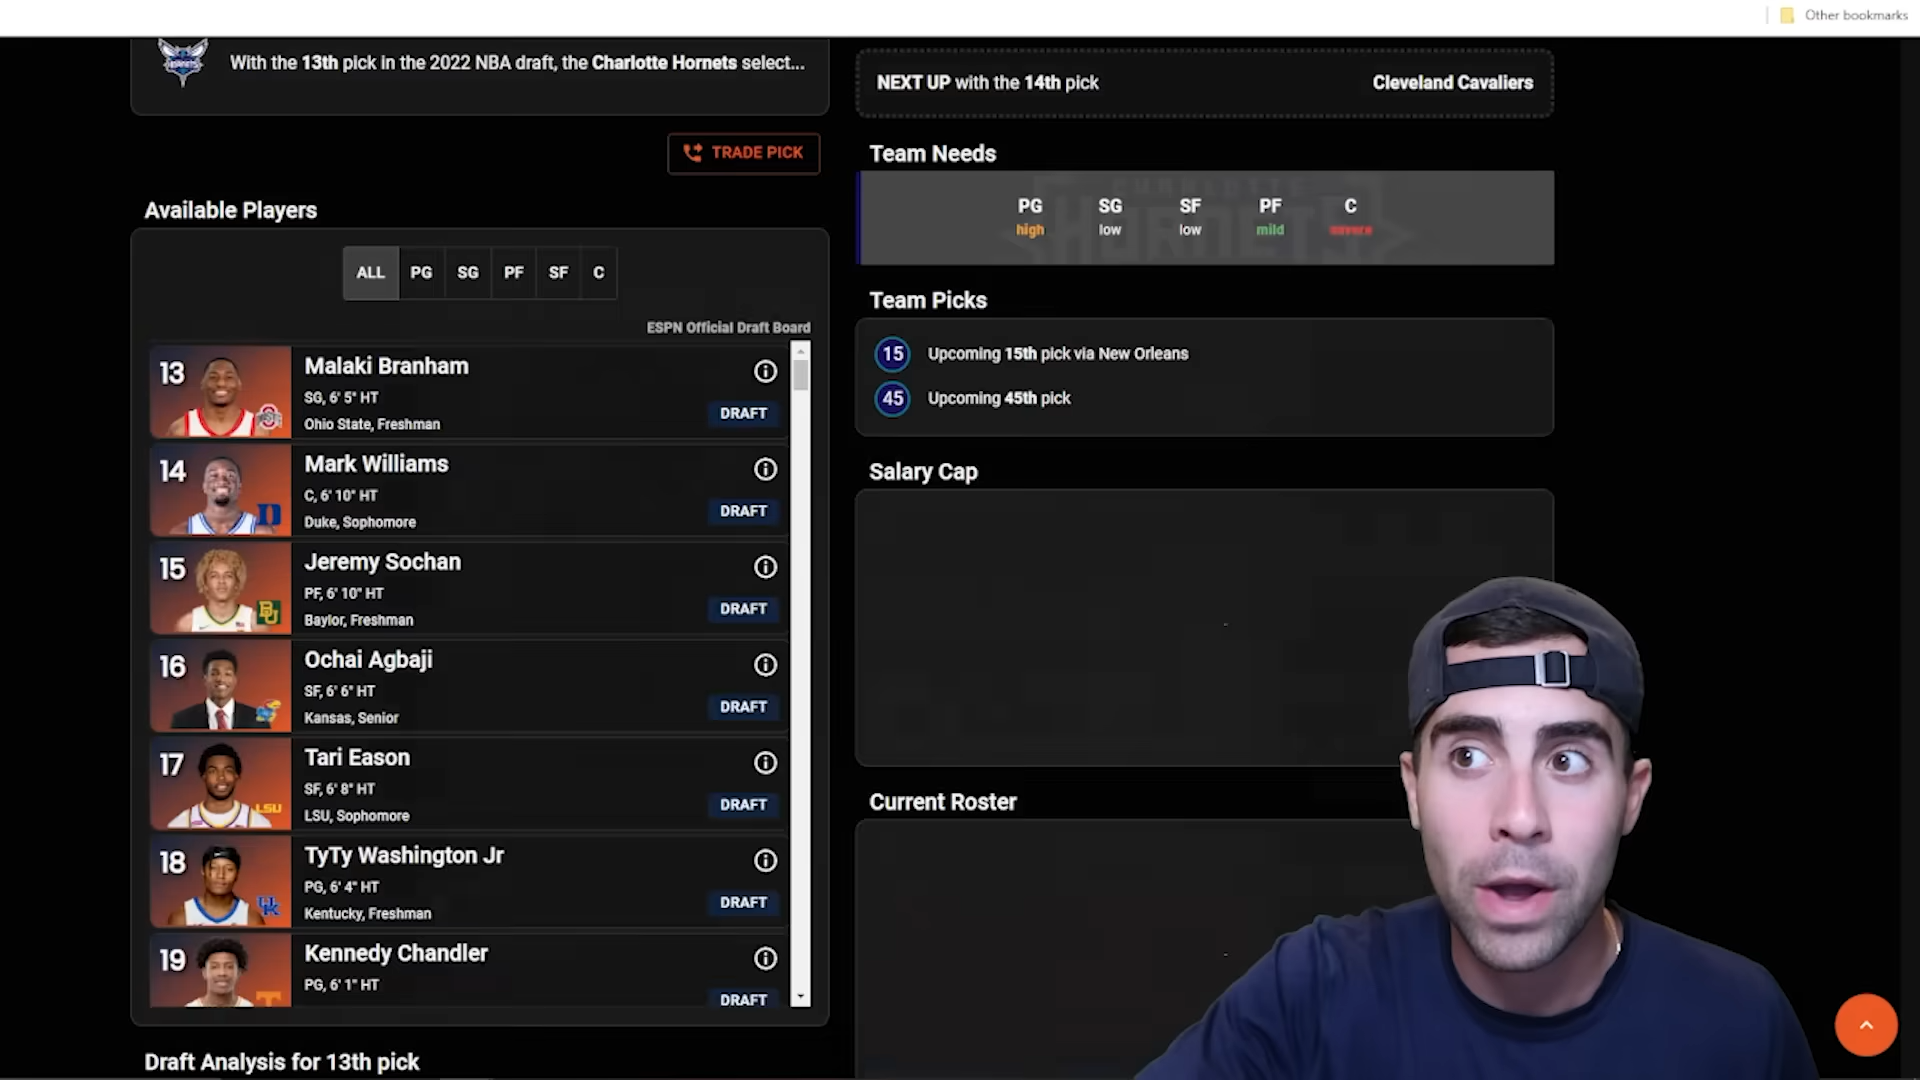 Other bookmarks
With the 13th pick in the 2022 NBA draft, the Charlotte Hornets select...
NEXT UP with the 14th pick
Cleveland Cavaliers
TRADE PICK
Team Needs
PG SG SF PF C
high low low mild severe
HORNETS
Available Players
ALL PG SG PF SF C
ESPN Official Draft Board
13 Malaki Branham
SG, 6' 5" HT
DRAFT
Ohio State, Freshman
14 Mark Williams
C, 6' 10" HT
DRAFT
Duke, Sophomore
15 Jeremy Sochan
PF, 6' 10" HT
DRAFT
Baylor, Freshman
16 Ochai Agbaji
SF, 6' 6" HT
DRAFT
Kansas, Senior
17 Tari Eason
SF, 6' 8" HT
LSU
DRAFT
LSU, Sophomore
18 TyTy Washington Jr
PG, 6' 4" HT
UK
DRAFT
Kentucky, Freshman
19 Kennedy Chandler
PG, 6' 1" HT
DRAFT
Draft Analysis for 13th pick
Team Picks
15 Upcoming 15th pick via New Orleans
45 Upcoming 45th pick
Salary Cap
Current Roster